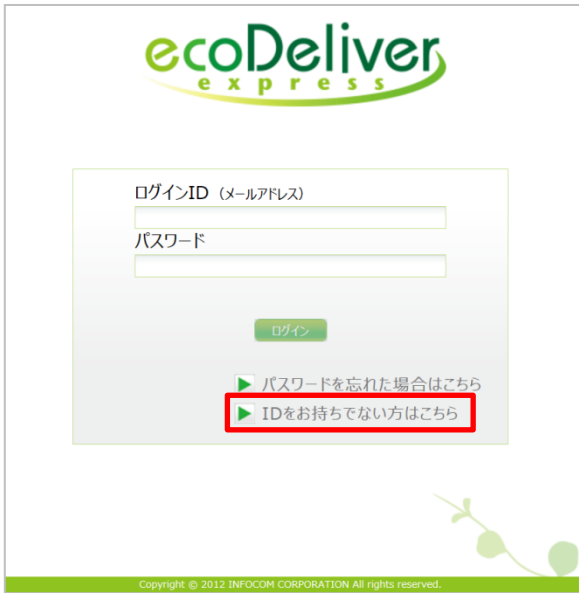 ecoDeliver
express
ログインID（メールアドレス）
パスワード
ログイン
パスワードを忘れた場合はこちら
IDをお持ちでない方はこちら
Copyright © 2012 INFOCOM CORPORATION All rights reserved.